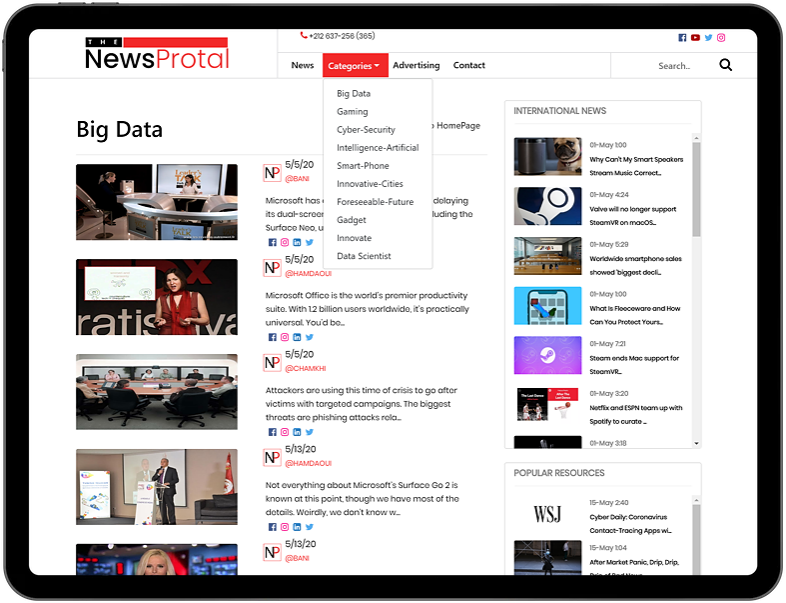 THE
NewsProtal
+212 637-256 (365)
News
Categories
Advertising
Contact
Search..
Big Data
Gaming
Cyber-Security
Intelligence-Artificial
Smart-Phone
Innovative-Cities
Foreseeable-Future
Gadget
Innovate
Data Scientist
Big Data
HomePage
5/5/20
NP
@BANI
Microsoft has
delaying
its dual-scree
cluding the
Surface Neo, u
5/5/20
NP
@HAMDAOUI
Microsoft Office is the world's premier productivity
suite. With 1.2 billion users worldwide, it's practically
universal. You'd be...
5/5/20
NP
@CHAMKHI
Attackers are using this time of crisis to go after
victims with targeted campaigns. The biggest
threats are phishing attacks rela...
5/13/20
NP
@HAMDAOUI
Not everything about Microsoft's Surface Go 2 is
known at this point, though we have most of the
details. Weirdly, we don't know w...
5/13/20
NP
@BANI
INTERNATIONAL NEWS
01-May 1:00
Why Can't My Smart Speakers
Stream Music Correct...
01-May 4:24
Valve will no longer support
SteamVR on macOS...
01-May 5:29
Worldwide smartphone sales
showed 'biggest decli...
01-May 1:00
What Is Fleeceware and How
Can You Protect Yours...
01-May 7:21
Steam ends Mac support for
SteamVR...
01-May 3:20
Netflix and ESPN team up with
Spotify to curate ...
01-May 3:18
POPULAR RESOURCES
WSJ
15-May 2:40
Cyber Daily: Coronavirus
Contact-Tracing Apps wi...
15-May 1:04
After Market Panic, Drip, Drip,
Drip of Bad News